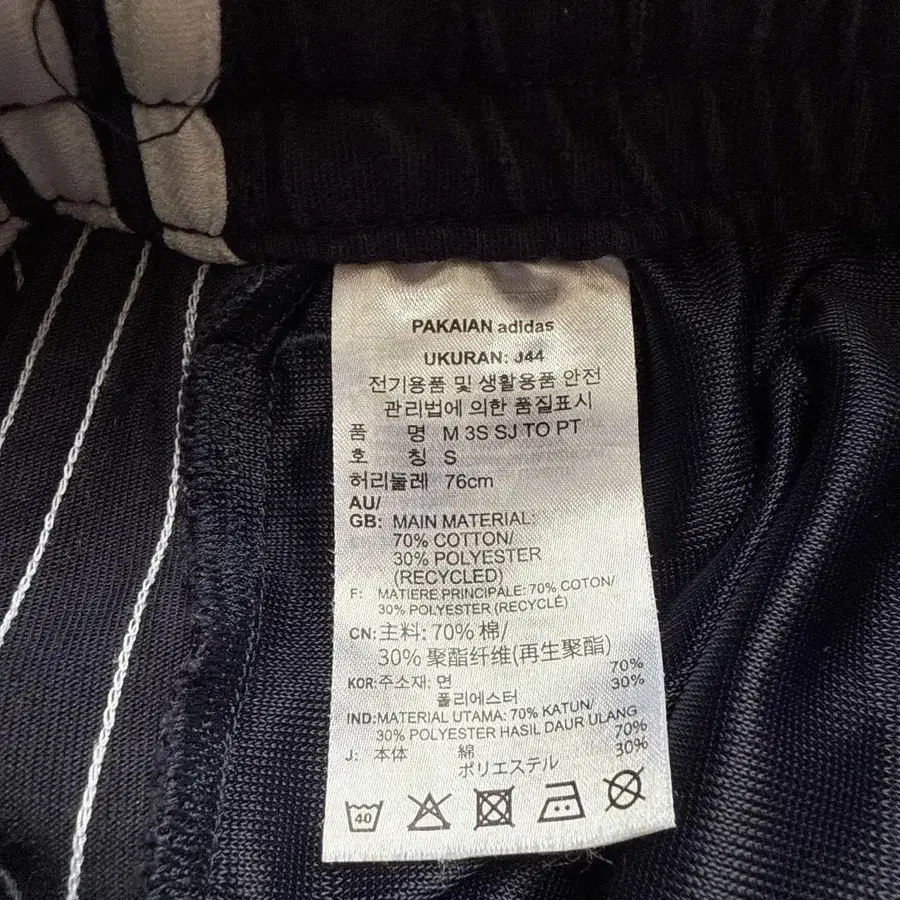 PAKAIAN adidas
UKURAN: J44
전기용품 및 생활용품 안전
관리법에 의한 품질표시
품 명 M 3S SJ TO PT
호 칭 S
허리둘레 76cm
AU/
GB: MAIN MATERIAL:
70% COTTON/
30% POLYESTER
(RECYCLED)
F: MATIERE PRINCIPALE: 70% COTON/
30% POLYESTER (RECYCLÉ)
CN: 主料: 70% 棉/
30% 聚酯纤维(再生聚酯)
KOR: 주소재: 면 70%
폴리에스터 30%
IND: MATERIAL UTAMA: 70% KATUN/
30% POLYESTER HASIL DAUR ULANG
J: 本体 綿 70%
ポリエステル 30%
40